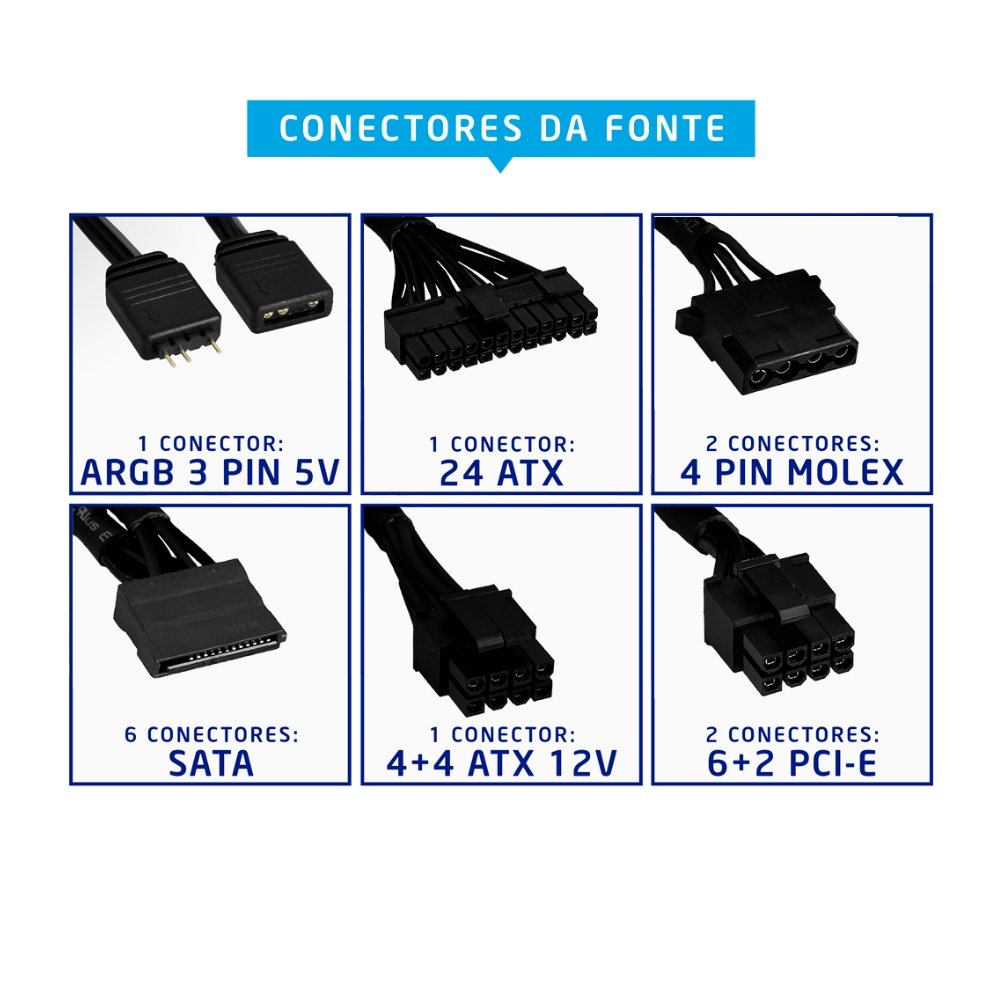 CONECTORES DA FONTE
1 CONECTOR:
ARGB 3 PIN 5V
1 CONECTOR:
24 ATX
2 CONECTORES:
4 PIN MOLEX
6 CONECTORES:
SATA
1 CONECTOR:
4+4 ATX 12V
2 CONECTORES:
6+2 PCI-E